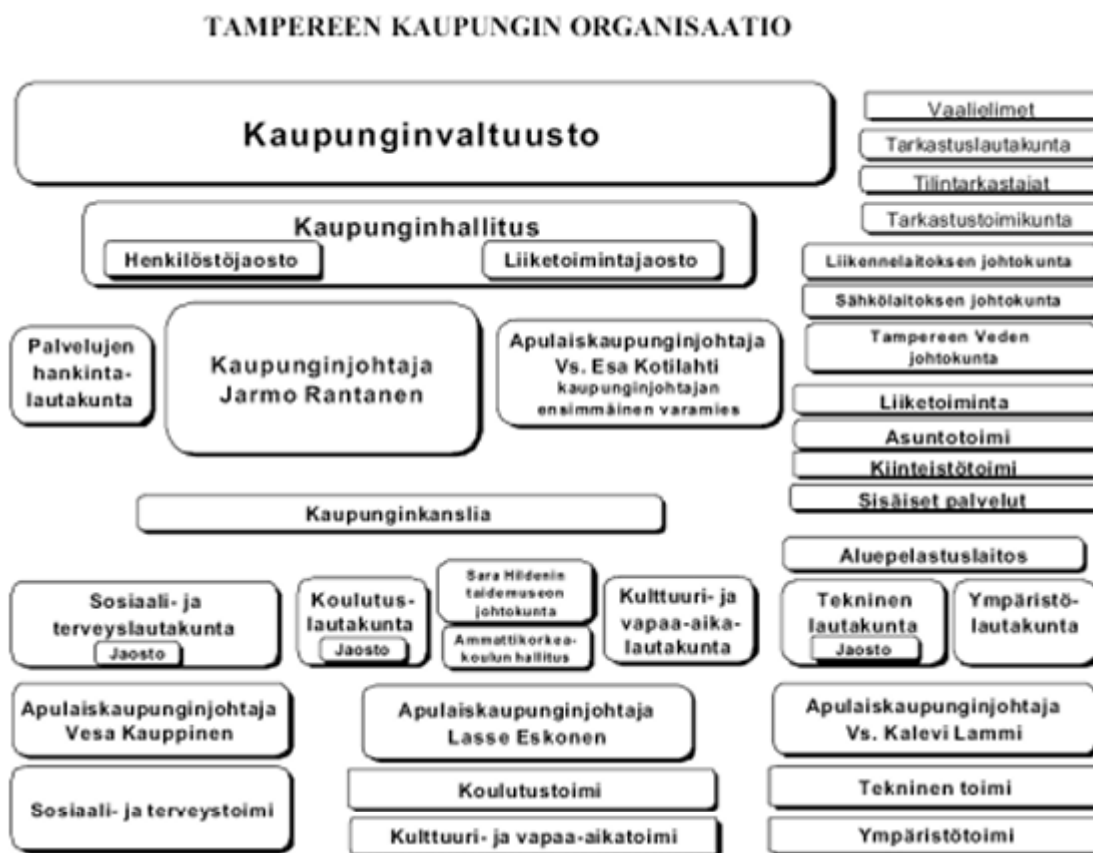 TAMPEREEN KAUPUNGIN ORGANISAATIO
Kaupunginvaltuusto
Vaalielimet
Tarkastuslautakunta
Tilintarkastajat
Tarkastustoimikunta
Kaupunginhallitus
Henkilöstöjaosto
Liiketoimintajaosto
Liikennelaitoksen johtokunta
Sähkölaitoksen johtokunta
Tampereen Veden
johtokunta
Palvelujen
hankinta-
lautakunta
Kaupunginjohtaja
Jarmo Rantanen
Apulaiskaupunginjohtaja
Vs. Esa Kotilahti
kaupunginjohtajan
ensimmäinen varamies
Liiketoiminta
Asuntotoimi
Kiinteistötoimi
Sisäiset palvelut
Kaupunginkanslia
Aluepelastuslaitos
Sosiaali- ja
terveyslautakunta
Jaosto
Koulutus-
lautakunta
Jaosto
Sara Hildenin
taidemuseon
johtokunta
Ammattikorkea-
koulun hallitus
Kulttuuri- ja
vapaa-aika-
lautakunta
Tekninen
lautakunta
Jaosto
Ympäristö-
lautakunta
Apulaiskaupunginjohtaja
Vesa Kauppinen
Apulaiskaupunginjohtaja
Lasse Eskonen
Apulaiskaupunginjohtaja
Vs. Kalevi Lammi
Sosiaali- ja terveystoimi
Koulutustoimi
Kulttuuri- ja vapaa-aikatoimi
Tekninen toimi
Ympäristötoimi